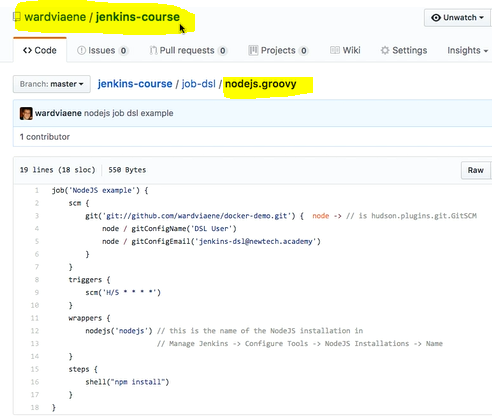 wardviaene / jenkins-course
Unwatch
Code Issues 0 Pull requests 0 Projects 0 Wiki Settings Insights
Branch: master jenkins-course / job-dsl / nodejs.groovy
wardviaene nodejs job dsl example
1 contributor
19 lines (18 sloc) 550 Bytes Raw
1 job('NodeJS example') {
2 scm {
3 git('git://github.com/wardviaene/docker-demo.git') { node -> // is hudson.plugins.git.GitSCM
4 node / gitConfigName('DSL User')
5 node / gitConfigEmail('jenkins-dsl@newtech.academy')
6 }
7 }
8 triggers {
9 scm('H/5 * * * *')
10 }
11 wrappers {
12 nodejs('nodejs') // this is the name of the NodeJS installation in
13 // Manage Jenkins -> Configure Tools -> NodeJS Installations -> Name
14 }
15 steps {
16 shell("npm install")
17 }
18 }